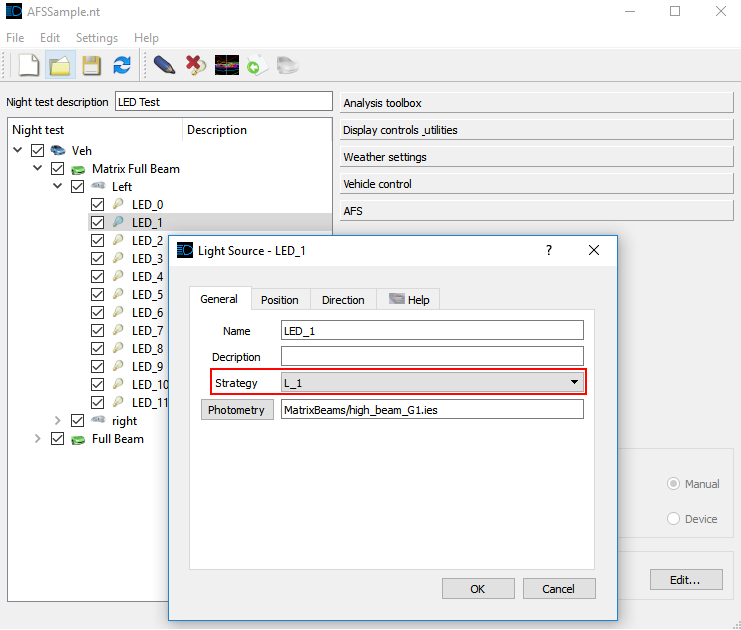 AFSSample.nt
File Edit Settings Help
Night test description LED Test
Night test Description
Veh
Matrix Full Beam
Left
LED_0
LED_1
LED_2
LED_3
LED_4
LED_5
LED_6
LED_7
LED_8
LED_9
LED_10
LED_11
right
Full Beam
Analysis toolbox
Display controls _utilities
Weather settings
Vehicle control
AFS
Light Source - LED_1 ?
General Position Direction Help
Name LED_1
Decription
Strategy L_1
Photometry MatrixBeams/high_beam_G1.ies
OK Cancel
Manual
Device
Edit...